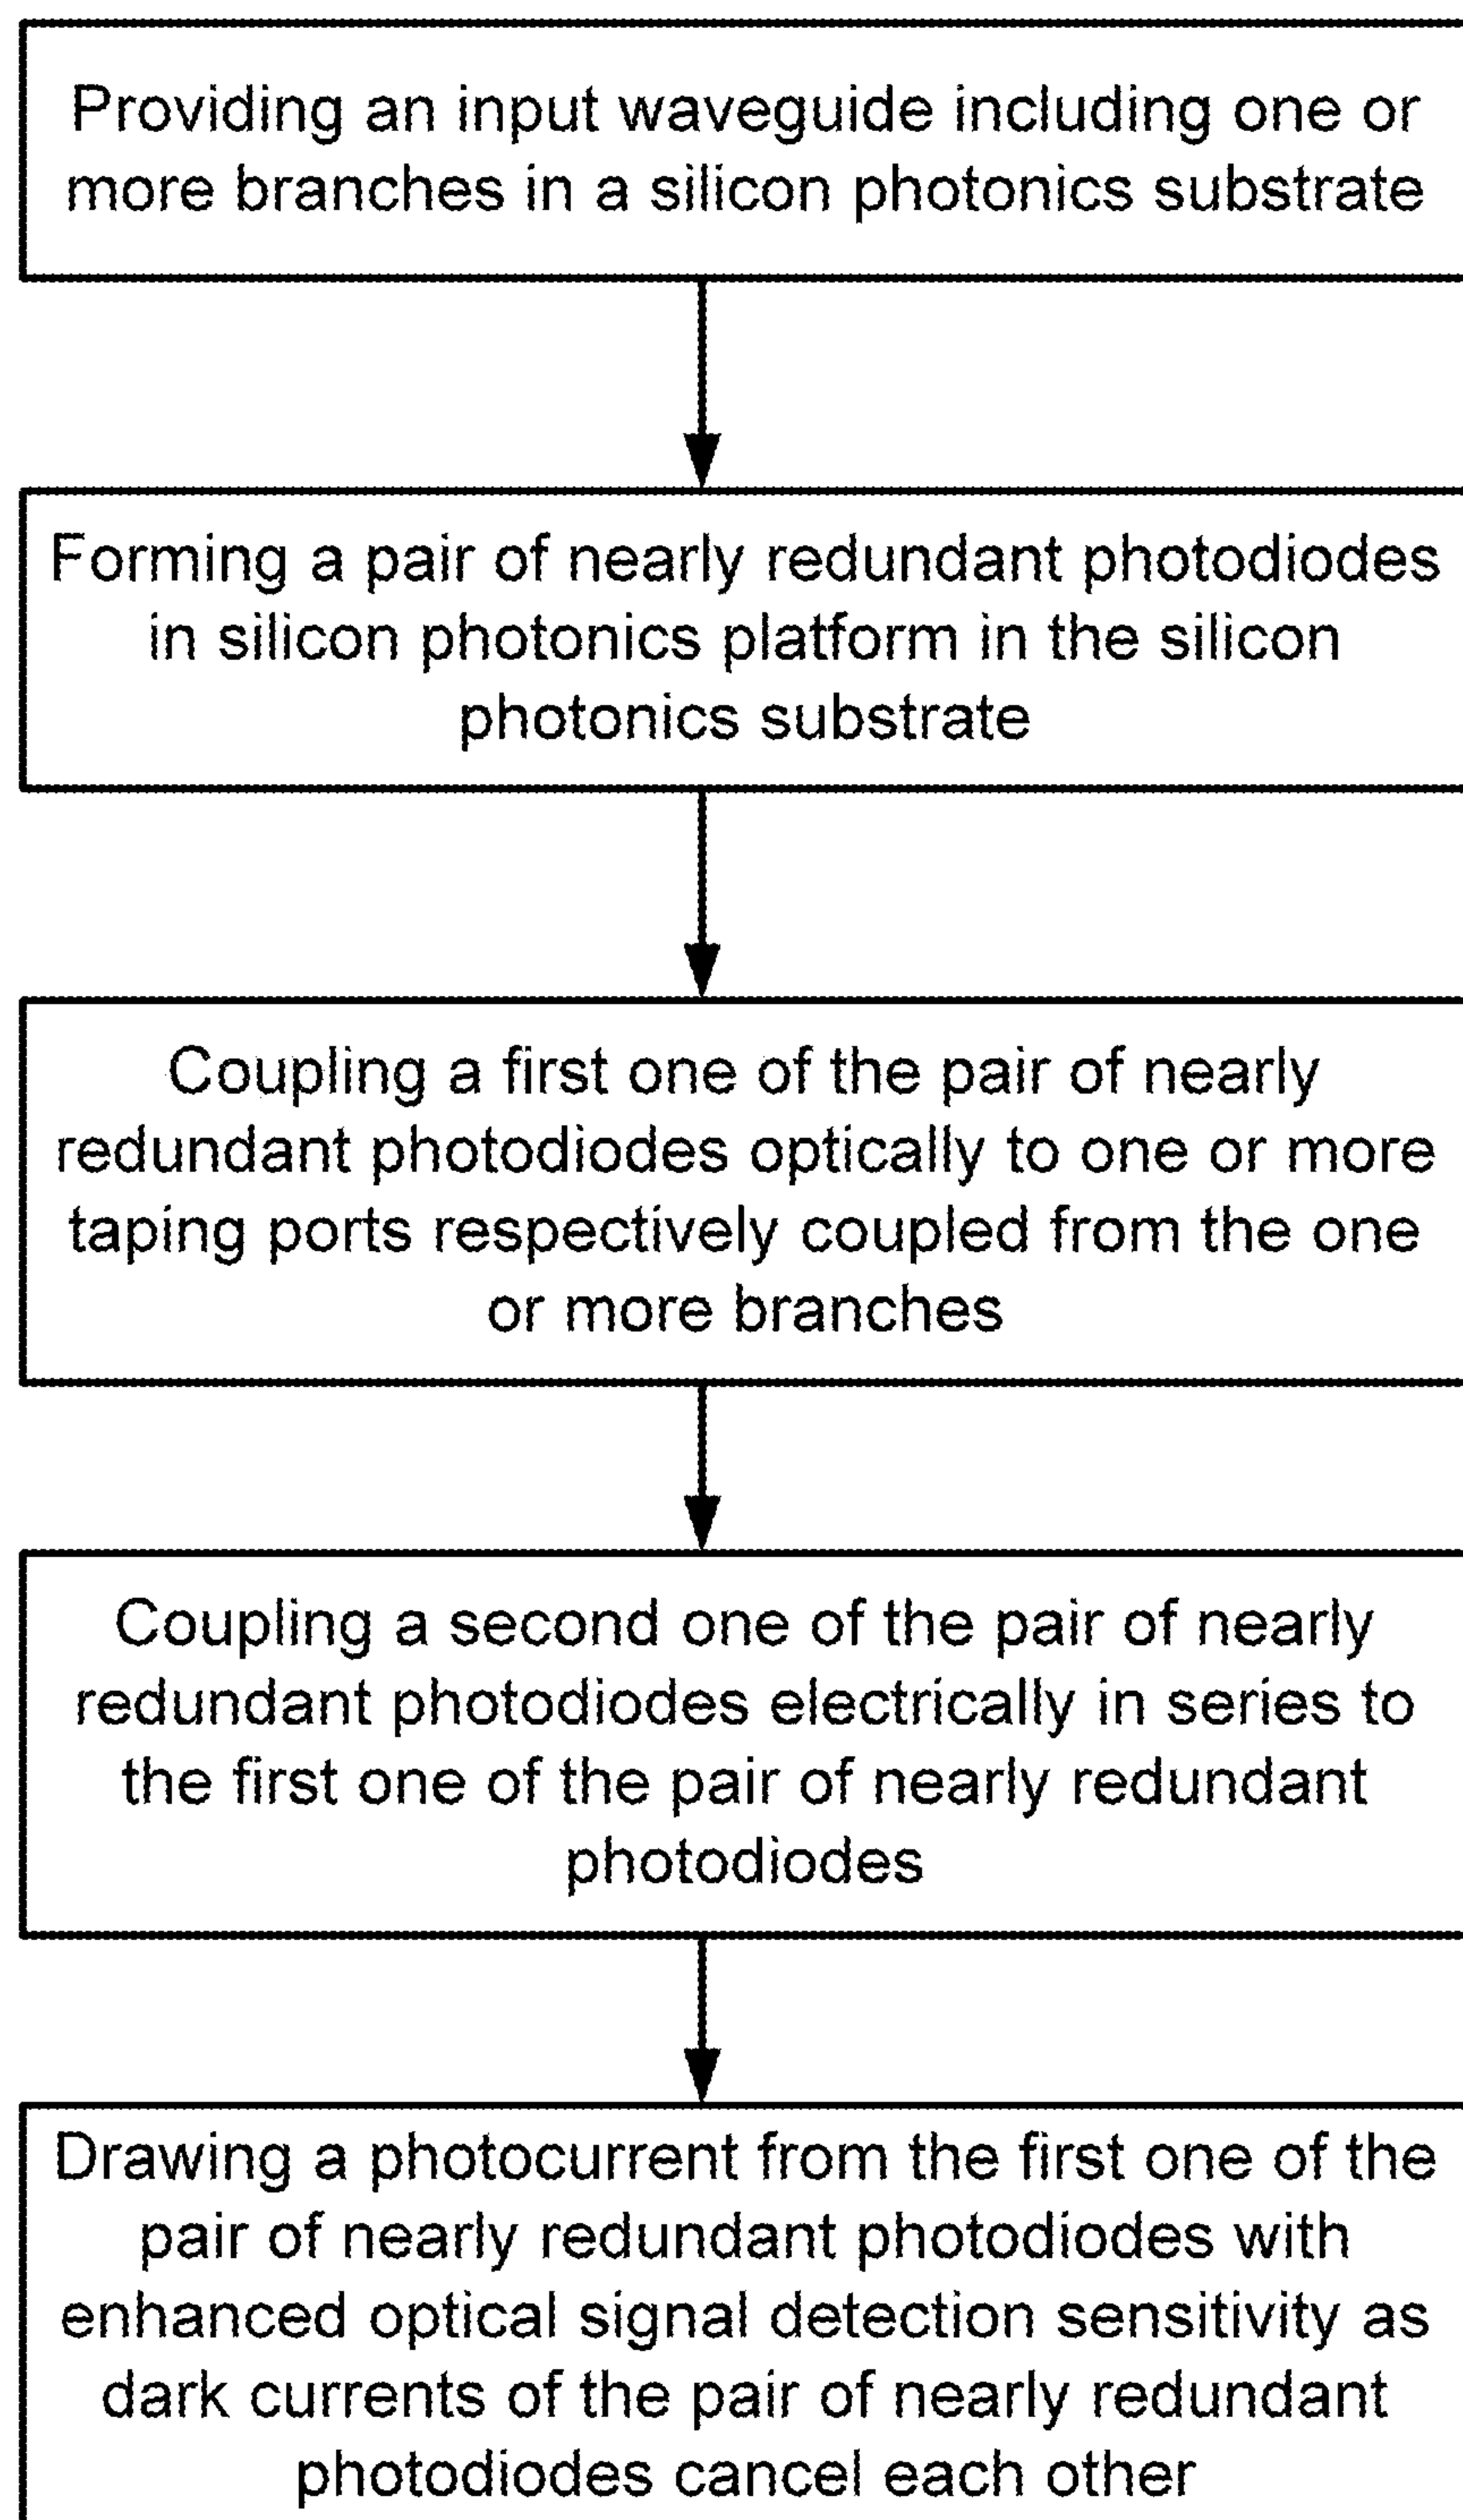 Providing an input waveguide including one or
more branches in a silicon photonics substrate
Forming a pair of nearly redundant photodiodes
in silicon photonics platform in the silicon
photonics substrate
Coupling a first one of the pair of nearly
redundant photodiodes optically to one or more
taping ports respectively coupled from the one
or more branches
Coupling a second one of the pair of nearly
redundant photodiodes electrically in series to
the first one of the pair of nearly redundant
photodiodes
Drawing a photocurrent from the first one of the
pair of nearly redundant photodiodes with
enhanced optical signal detection sensitivity as
dark currents of the pair of nearly redundant
photodiodes cancel each other